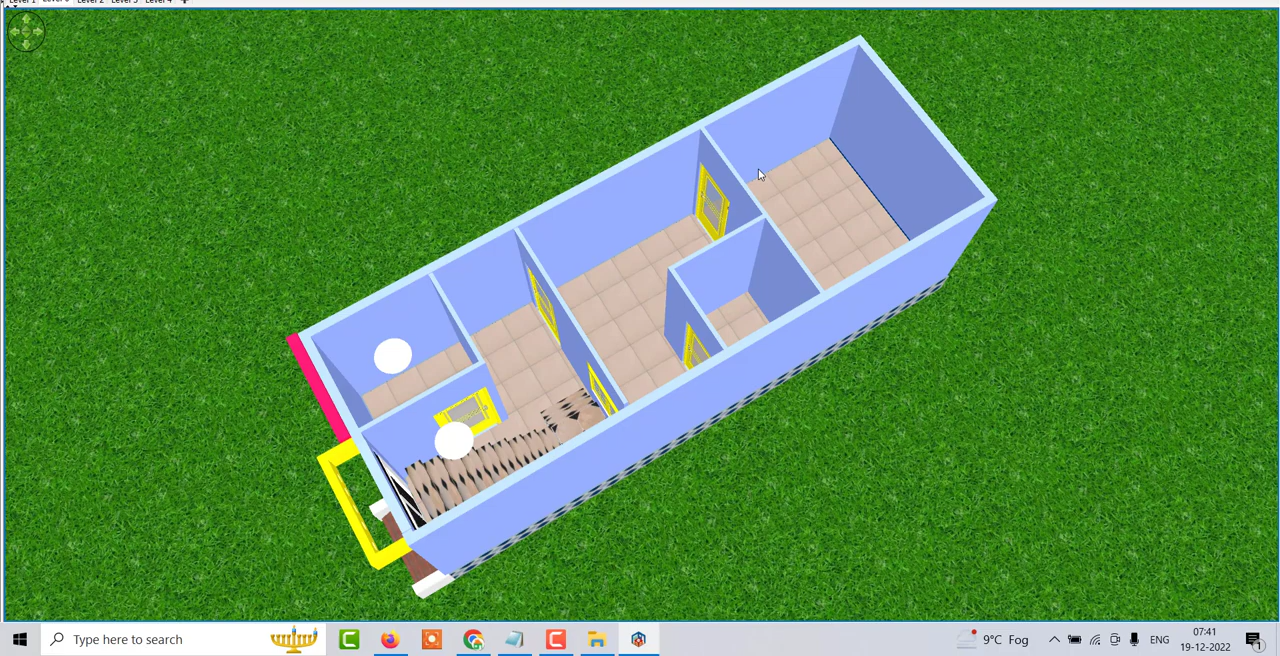 Level 1 Level 2 Level 3 Level 4
Type here to search
9°C Fog
ENG
07:41
19-12-2022
1